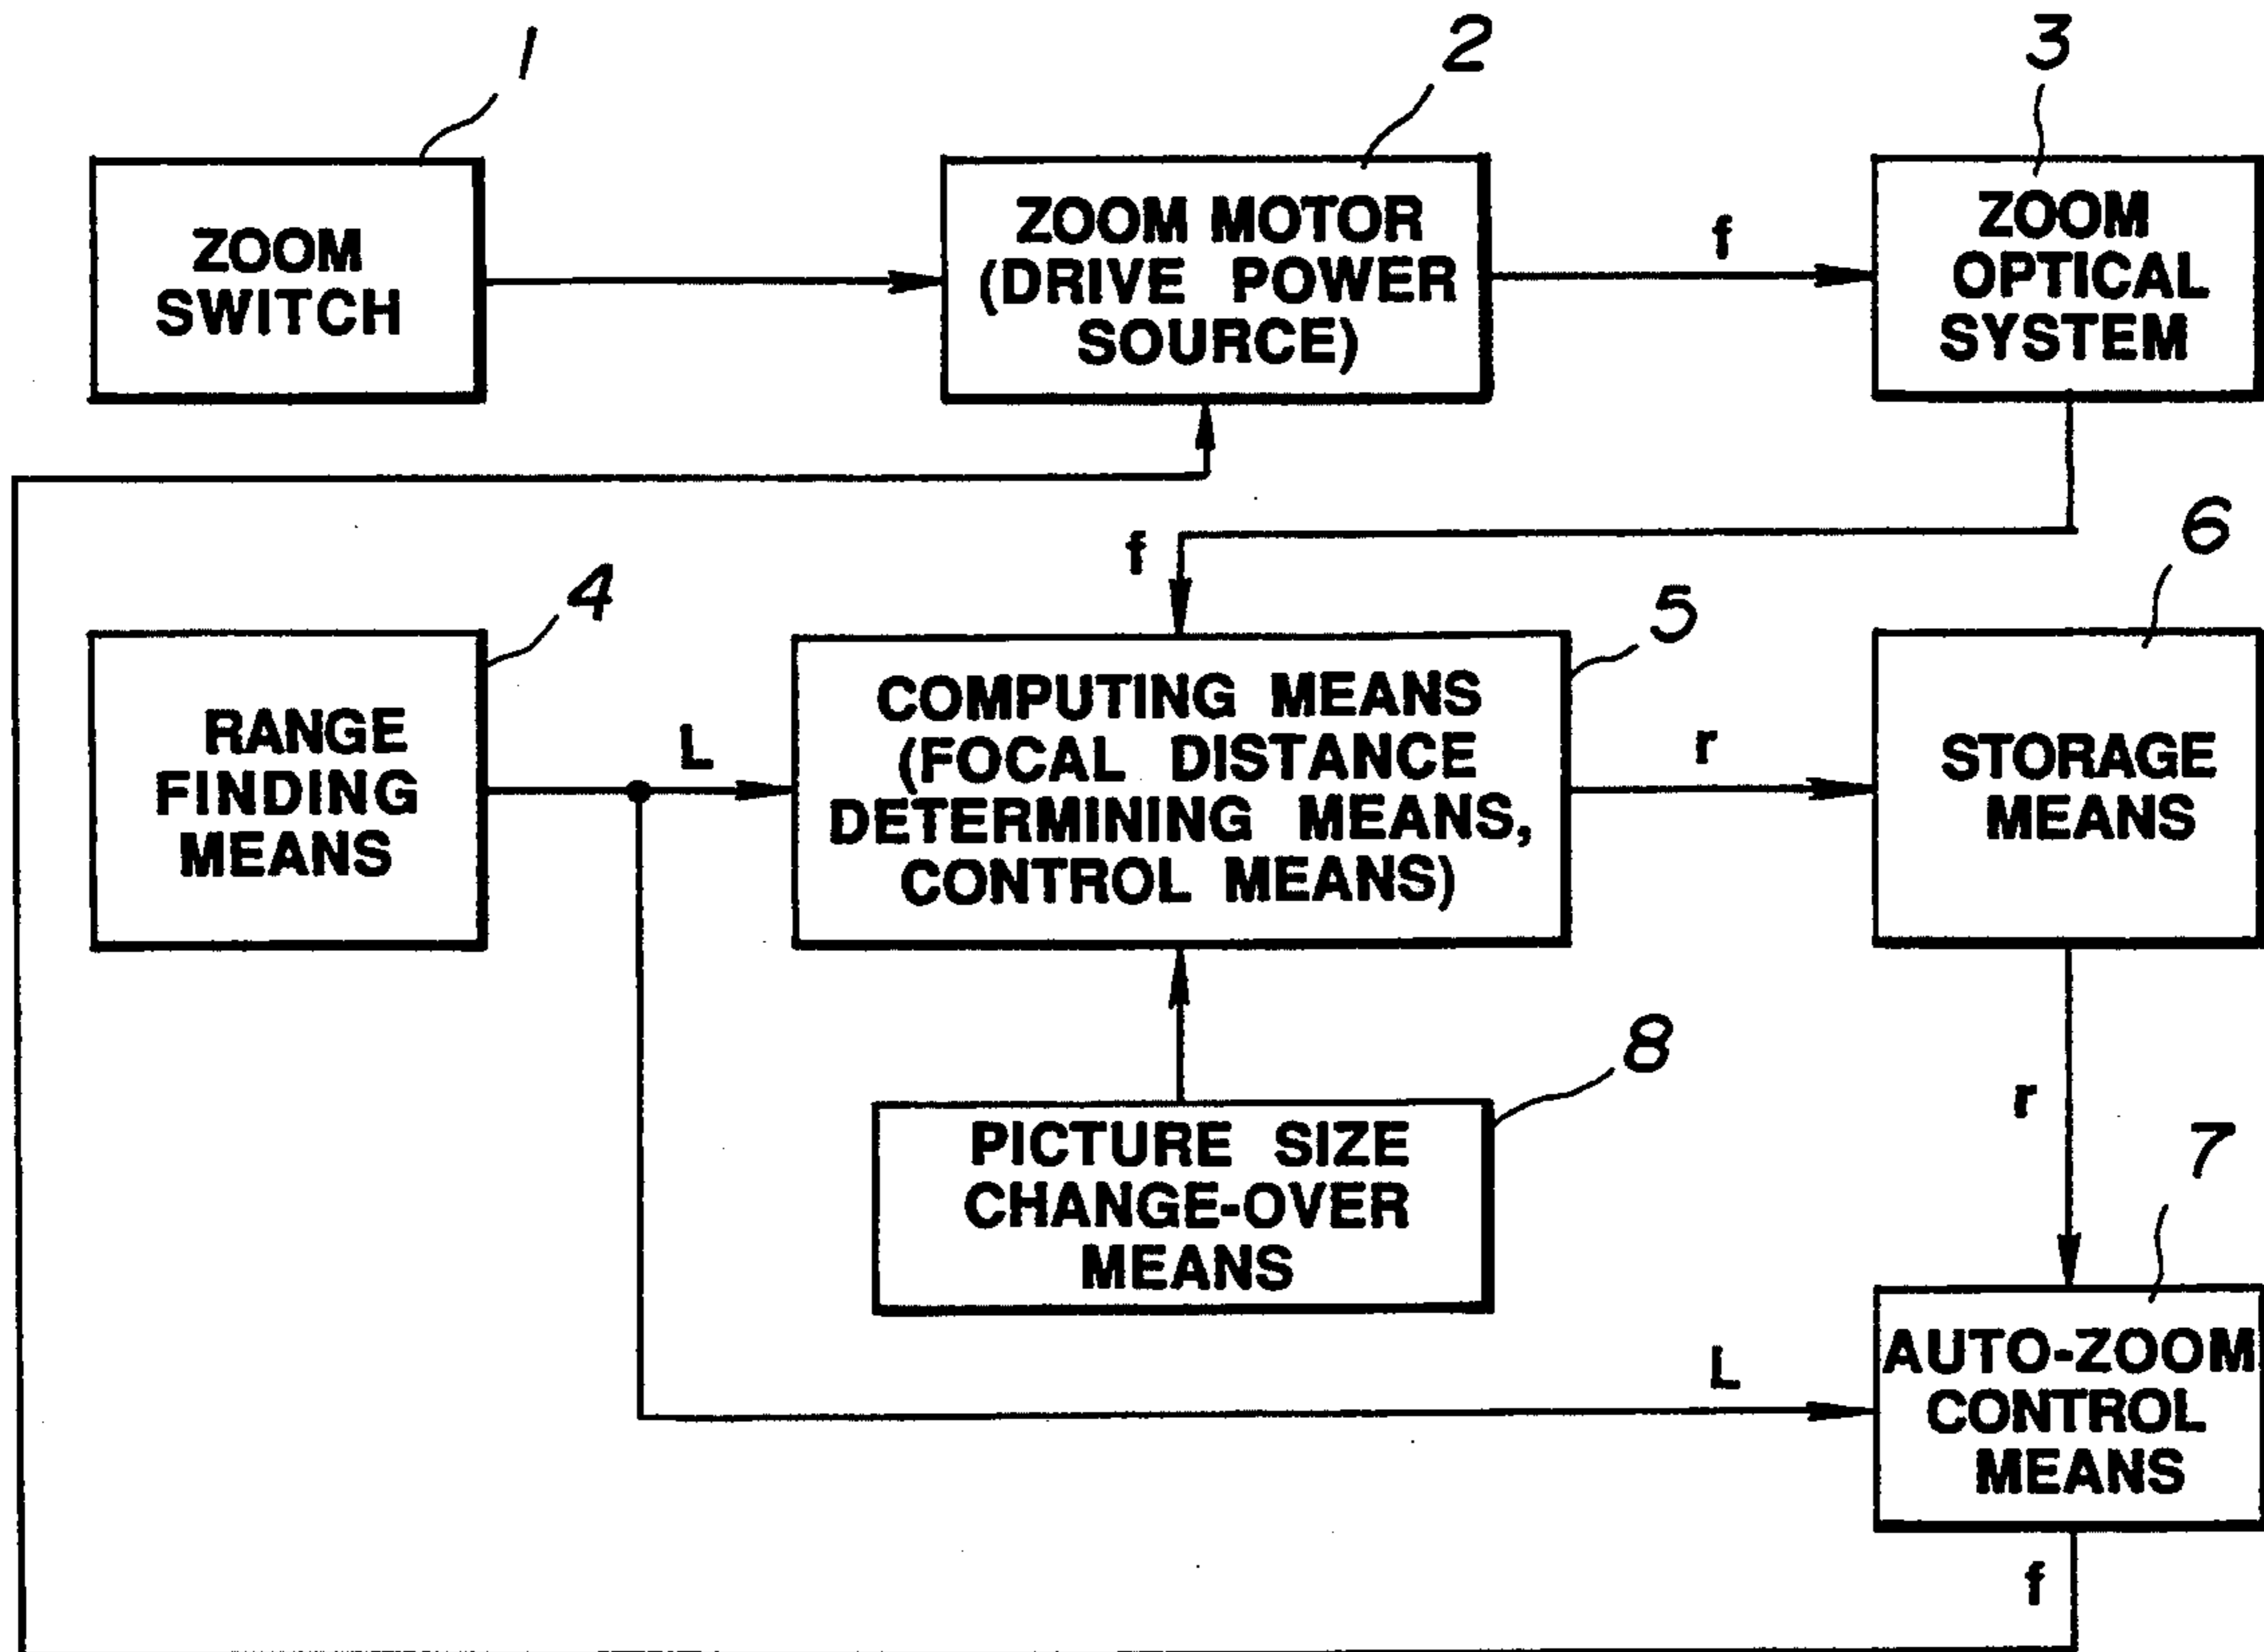 1
2
3
ZOOM
SWITCH
ZOOM MOTOR
(DRIVE POWER
SOURCE)
f
ZOOM
OPTICAL
SYSTEM
f
4
5
6
RANGE
FINDING
MEANS
L
COMPUTING MEANS
(FOCAL DISTANCE
DETERMINING MEANS,
CONTROL MEANS)
r
STORAGE
MEANS
8
PICTURE SIZE
CHANGE-OVER
MEANS
r
7
L
AUTO-ZOOM
CONTROL
MEANS
f